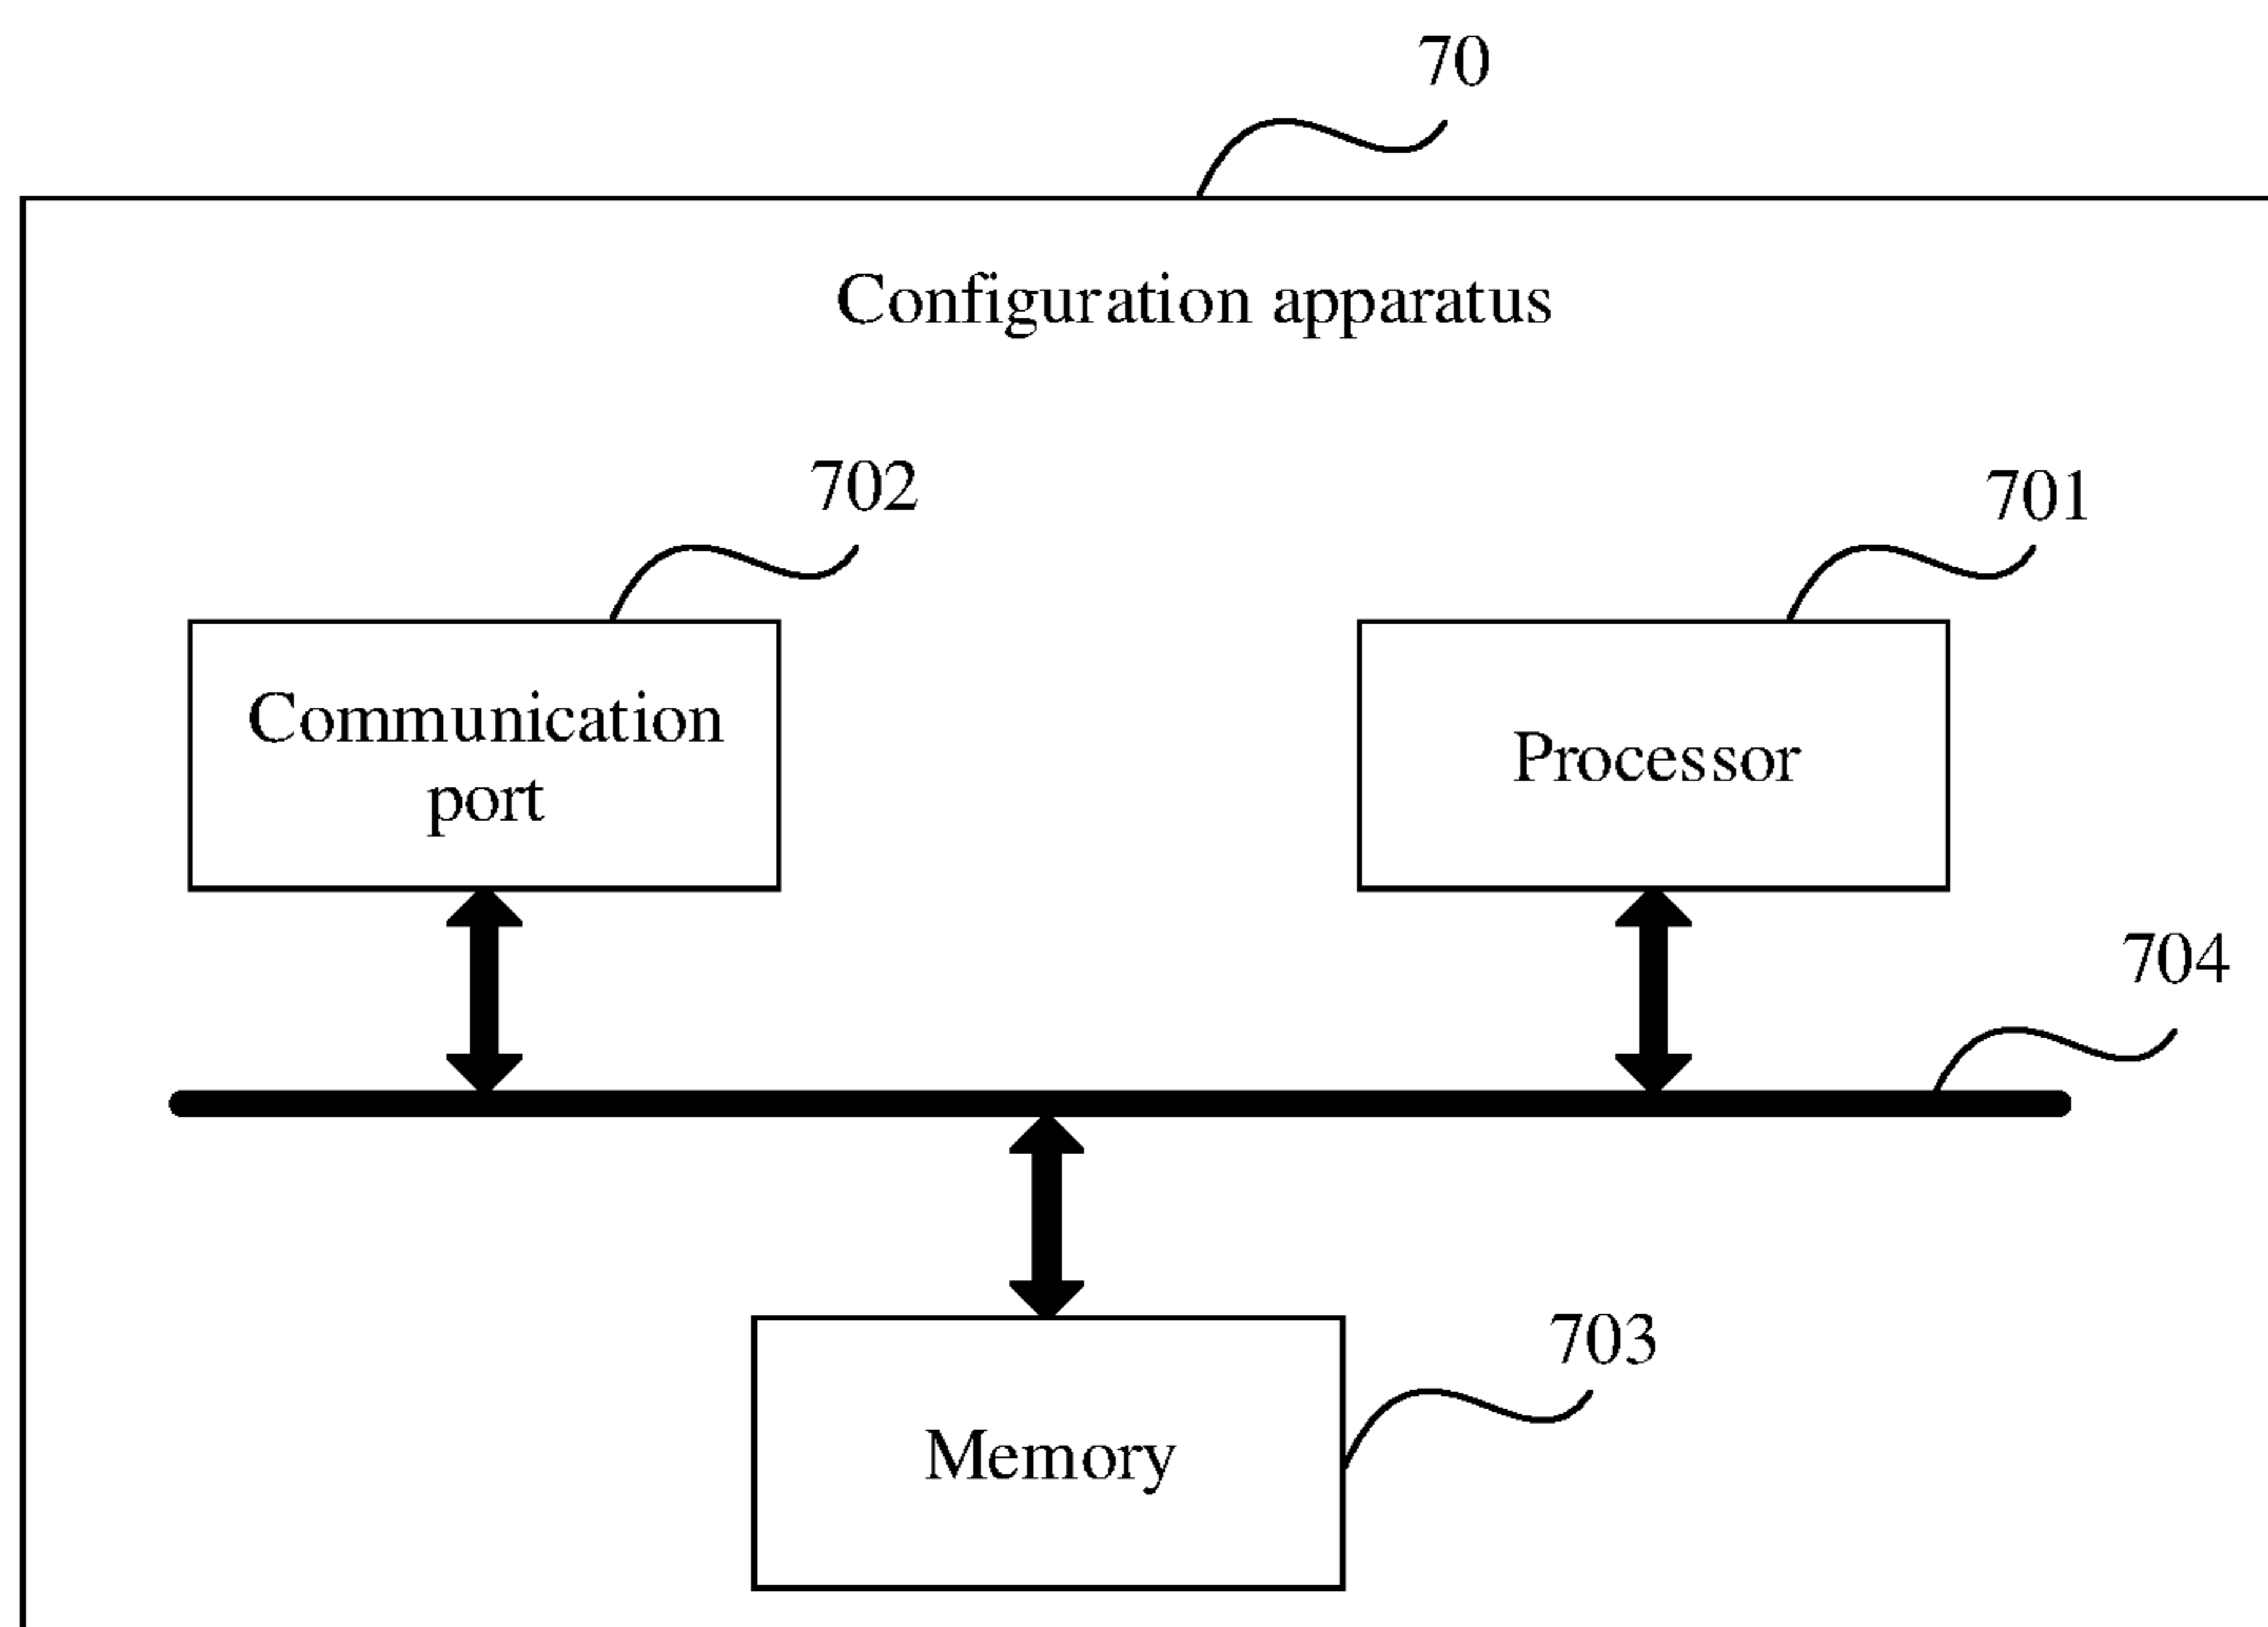 70
Configuration apparatus
702
701
Communication
port
Processor
704
703
Memory